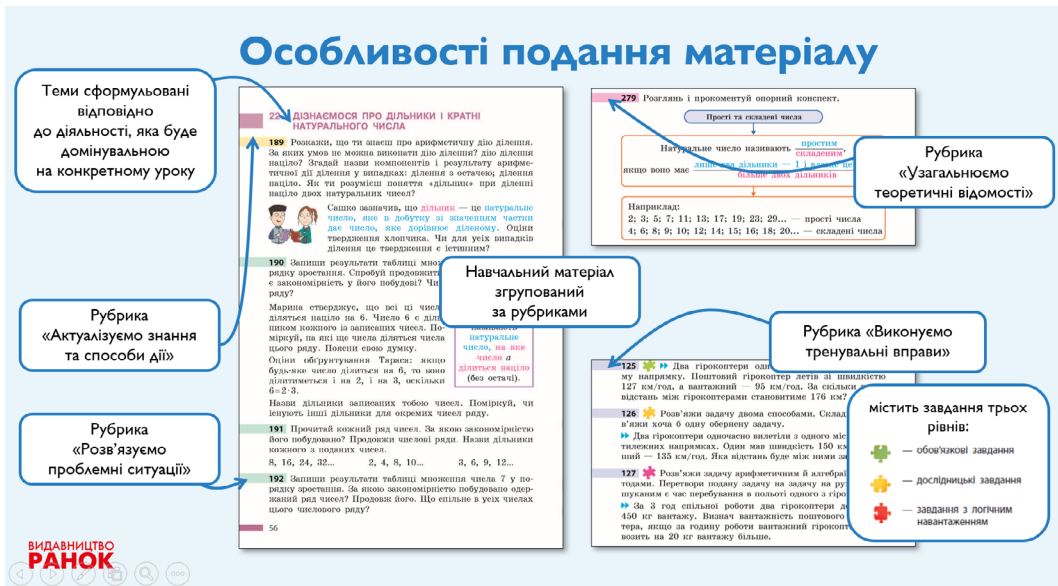 Особливості подання матеріалу
Теми сформульовані
відповідно
до діяльності, яка буде
домінувальною
на конкретному уроці
Рубрика
«Актуалізуємо знання
та способи дії»
Рубрика
«Розв'язуємо
проблемні ситуації»
22 ДІЗНАЄМОСЯ ПРО ДІЛЬНИКИ І КРАТНІ
НАТУРАЛЬНОГО ЧИСЛА
189 Розкажи, що ти знаєш про арифметичну дію ділення.
За яких умов не можна виконати дію ділення? дію ділення
націло? Згадай назви компонентів і результату арифме-
тичної дії ділення у випадках: ділення з остачею; ділення
націло. Як ти розумієш поняття «дільник» при діленні
націло двох натуральних чисел?
Сашко зазначив, що дільник — це натуральне
число, яке в добутку зі значенням частки
дає число, яке дорівнює діленому. Оціни
твердження хлопчика. Чи для усіх випадків
ділення це твердження є істинним?
190 Запиши результати таблиці
рядку зростання. Спробуй
є закономірність у його побудові? Чи
ряду?
Марина стверджує, що всі ці
діляться націло на 6. Число 6 є
ником кожного із записаних чисел. По-
міркуй, на які ще числа діляться числа
цього ряду. Поясни свою думку.
Оціни обґрунтування Тараса: якщо
будь-яке число ділиться на 6, то воно
ділитиметься і на 2, і на 3, оскільки
6=2·3.
натуральне
число, на яке
число a
ділиться націло
(без остачі).
Назви дільники записаних тобою чисел. Поміркуй, чи
існують інші дільники для окремих чисел ряду.
191 Прочитай кожний ряд чисел. За якою закономірністю
його побудовано? Продовжи числові ряди. Назви дільники
кожного з поданих чисел.
8, 16, 24, 32... 2, 4, 8, 10... 3, 6, 9, 12...
192 Запиши результати таблиці множення числа 7 у по-
рядку зростання. За якою закономірністю побудовано одер-
жаний ряд чисел? Продовж його. Що спільне в усіх числах
цього числового ряду?
56
Навчальний матеріал
згрупований
за рубриками
279 Розглянь і прокоментуй опорний конспект.
Прості та складені числа
Натуральне число називають простим
складеним,
якщо воно має лише два дільники — 1 і
більше двох дільників
Наприклад:
2; 3; 5; 7; 11; 13; 17; 19; 23; 29... — прості числа
4; 6; 8; 9; 10; 12; 14; 15; 16; 18; 20... — складені числа
Рубрика
«Узагальнюємо
теоретичні відомості»
Рубрика «Виконуємо
тренувальні вправи»
125 Два гірокоптери
му напрямку. Поштовий гірокоптер летів зі швидкістю
127 км/год, а вантажний — 95 км/год. За скільки
відстань між гірокоптерами становитиме 176 км?
126 Розв'яжи задачу двома способами.
в'яжи хоча б одну обернену задачу.
Два гірокоптери одночасно вилетіли з одного
тилежних напрямках. Один мав швидкість 150
ший — 135 км/год. Яка відстань буде між ними
127 Розв'яжи задачу арифметичним й
тодами. Перетвори подану задачу на задачу на
шуканим є час перебування в польоті одного з
За 3 год спільної роботи два гірокоптери
450 кг вантажу. Визнач вантажність поштового
тера, якщо за годину роботи вантажний
возить на 20 кг вантажу більше.
містить завдання трьох
рівнів:
— обов'язкові завдання
— дослідницькі завдання
— завдання з логічним
навантаженням
ВИДАВНИЦТВО
РАНОК